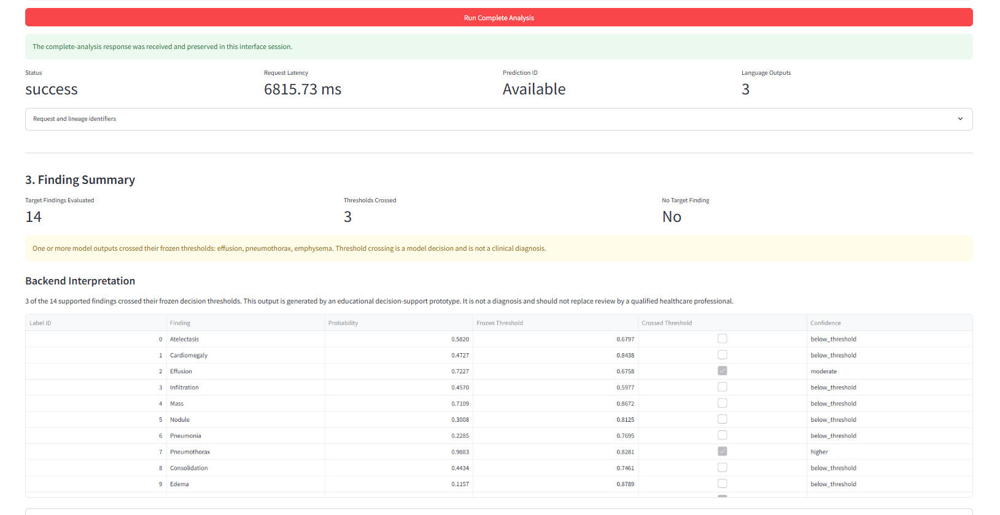 Run Complete Analysis
The complete-analysis response was received and preserved in this interface session.
Status Request Latency Prediction ID Language Outputs
success 6815.73 ms Available 3
Request and lineage identifiers
3. Finding Summary
Target Findings Evaluated Thresholds Crossed No Target Finding
14 3 No
One or more model outputs crossed their frozen thresholds: effusion, pneumothorax, emphysema. Threshold crossing is a model decision and is not a clinical diagnosis.
Backend Interpretation
3 of the 14 supported findings crossed their frozen decision thresholds. This output is generated by an educational decision-support prototype. It is not a diagnosis and should not replace review by a qualified healthcare professional.
Label ID Finding Probability Frozen Threshold Crossed Threshold Confidence
0 Atelectasis 0.5820 0.6797 below_threshold
1 Cardiomegaly 0.4727 0.8438 below_threshold
2 Effusion 0.7227 0.6758 moderate
3 Infiltration 0.4570 0.5977 below_threshold
4 Mass 0.7109 0.8672 below_threshold
5 Nodule 0.3008 0.8125 below_threshold
6 Pneumonia 0.2285 0.7695 below_threshold
7 Pneumothorax 0.9883 0.8281 higher
8 Consolidation 0.4434 0.7461 below_threshold
9 Edema 0.1157 0.8789 below_threshold